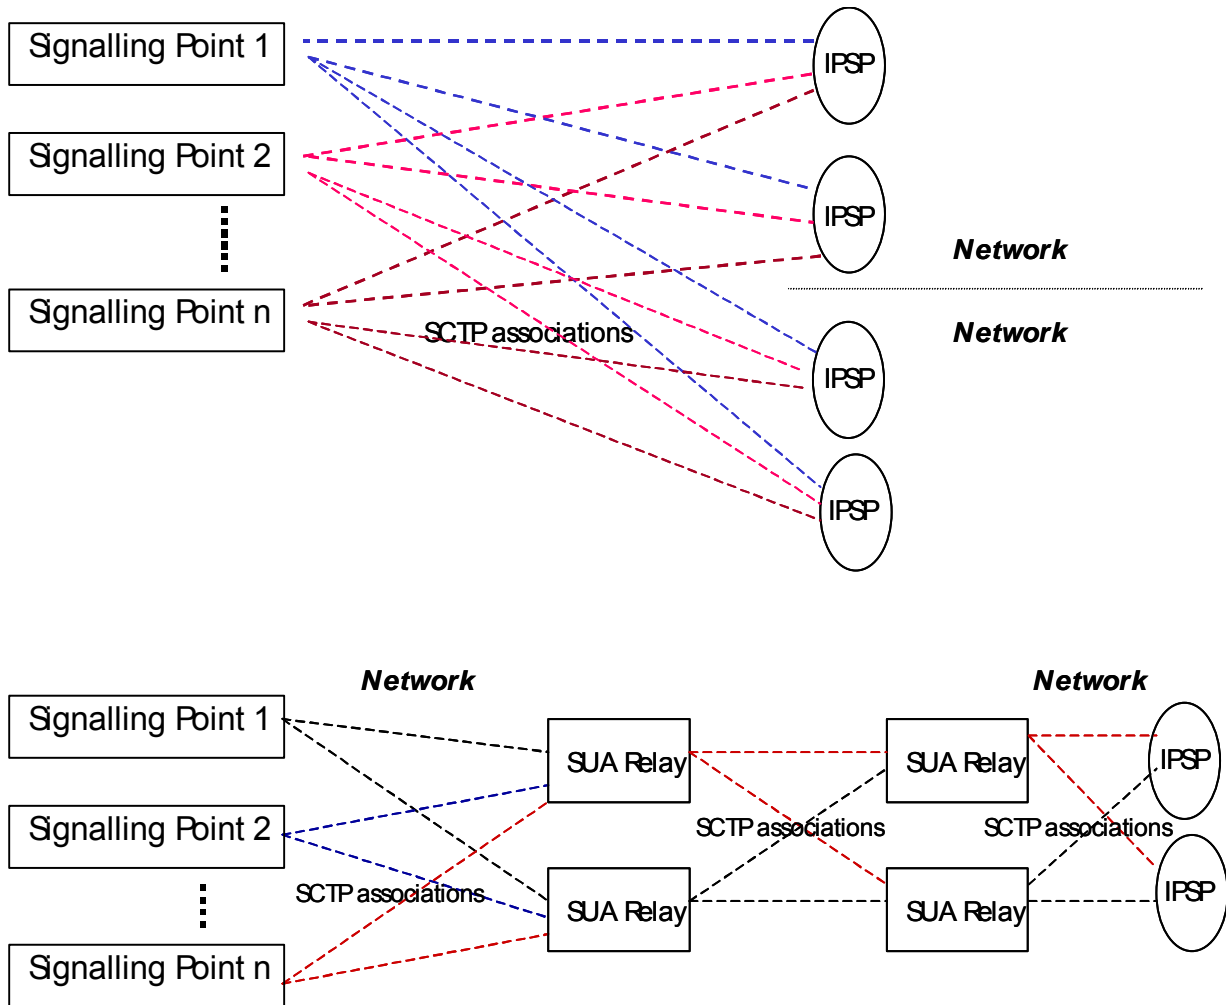 Signalling Point 1
IPSP
Signalling Point 2
IPSP
Network
Signalling Point n
SCTP associations
Network
IPSP
IPSP
Network
Network
Signalling Point 1
SUA Relay
SUA Relay
IPSP
Signalling Point 2
SCTP associations
SCTP associations
SCTP associations
SUA Relay
SUA Relay
IPSP
Signalling Point n